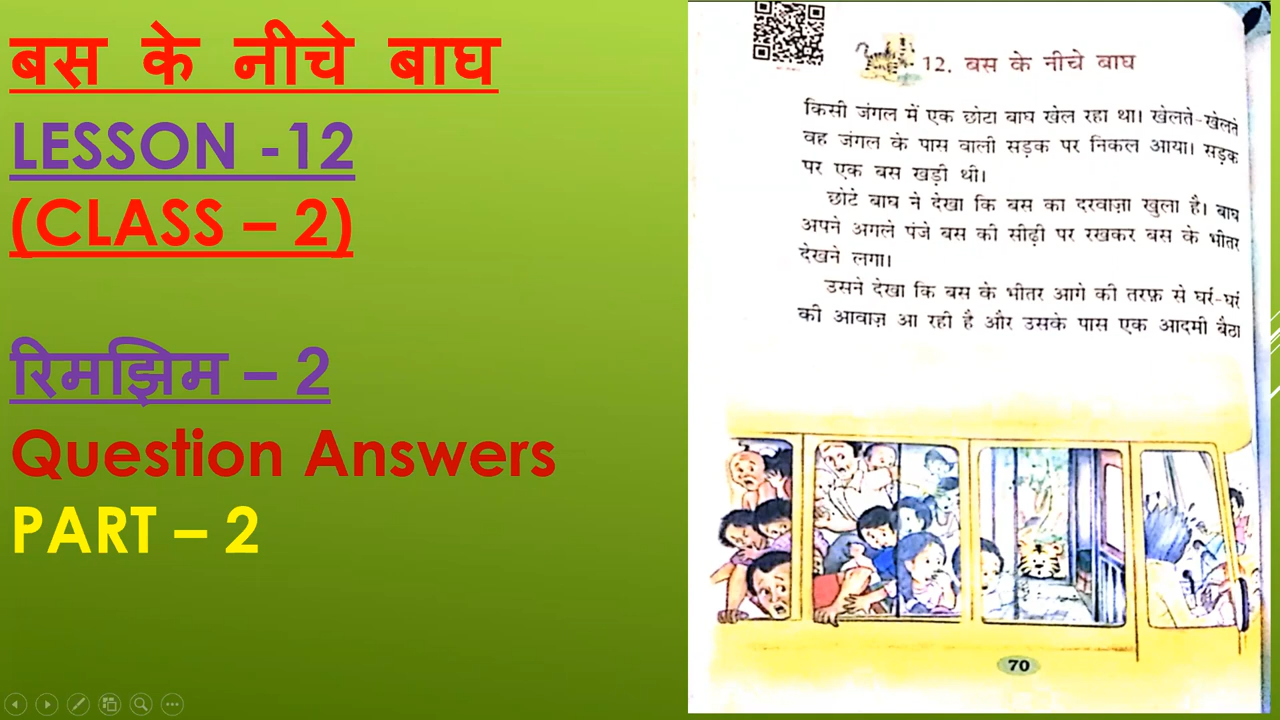 बस के नीचे बाघ
LESSON -12
(CLASS – 2)
रिमझिम – 2
Question Answers
PART – 2
12. बस के नीचे बाघ
किसी जंगल में एक छोटा बाघ खेल रहा था। खेलते-खेलते
वह जंगल के पास वाली सड़क पर निकल आया। सड़क
पर एक बस खड़ी थी।
छोटे बाघ ने देखा कि बस का दरवाज़ा खुला है। बाघ
अपने अगले पंजे बस की सीढ़ी पर रखकर बस के भीतर
देखने लगा।
उसने देखा कि बस के भीतर आगे की तरफ़ से घर्र-घर्र
की आवाज़ आ रही है और उसके पास एक आदमी बैठा
70